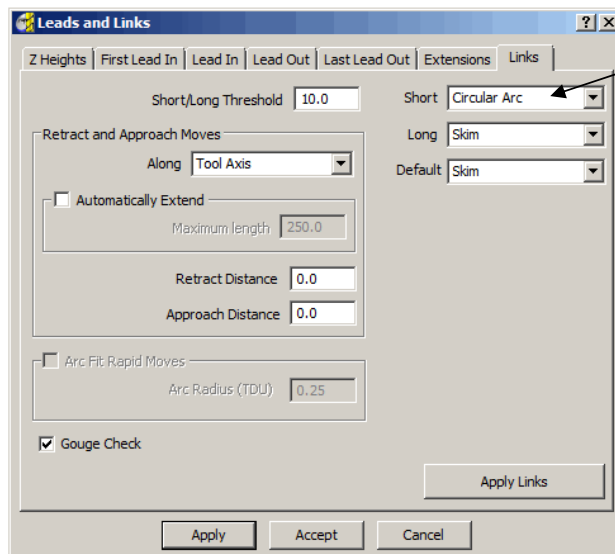 Leads and Links
Z Heights First Lead In Lead In Lead Out Last Lead Out Extensions Links
Short/Long Threshold 10.0 Short Circular Arc
Retract and Approach Moves Long Skim
Along Tool Axis Default Skim
Automatically Extend
Maximum length 250.0
Retract Distance 0.0
Approach Distance 0.0
Arc Fit Rapid Moves
Arc Radius (TDU) 0.25
Gouge Check
Apply Links
Apply Accept Cancel